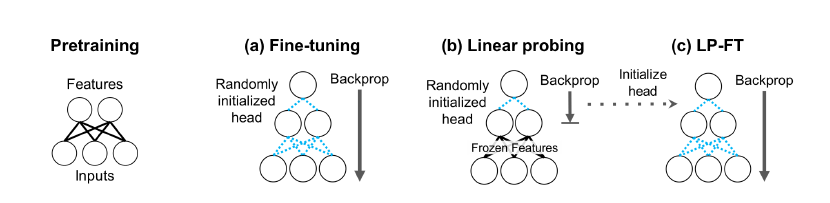 Pretraining
Features
Inputs
(a) Fine-tuning
Randomly
initialized
head
Backprop
(b) Linear probing
Randomly
initialized
head
Backprop
Frozen Features
Initialize
head
(c) LP-FT
Backprop